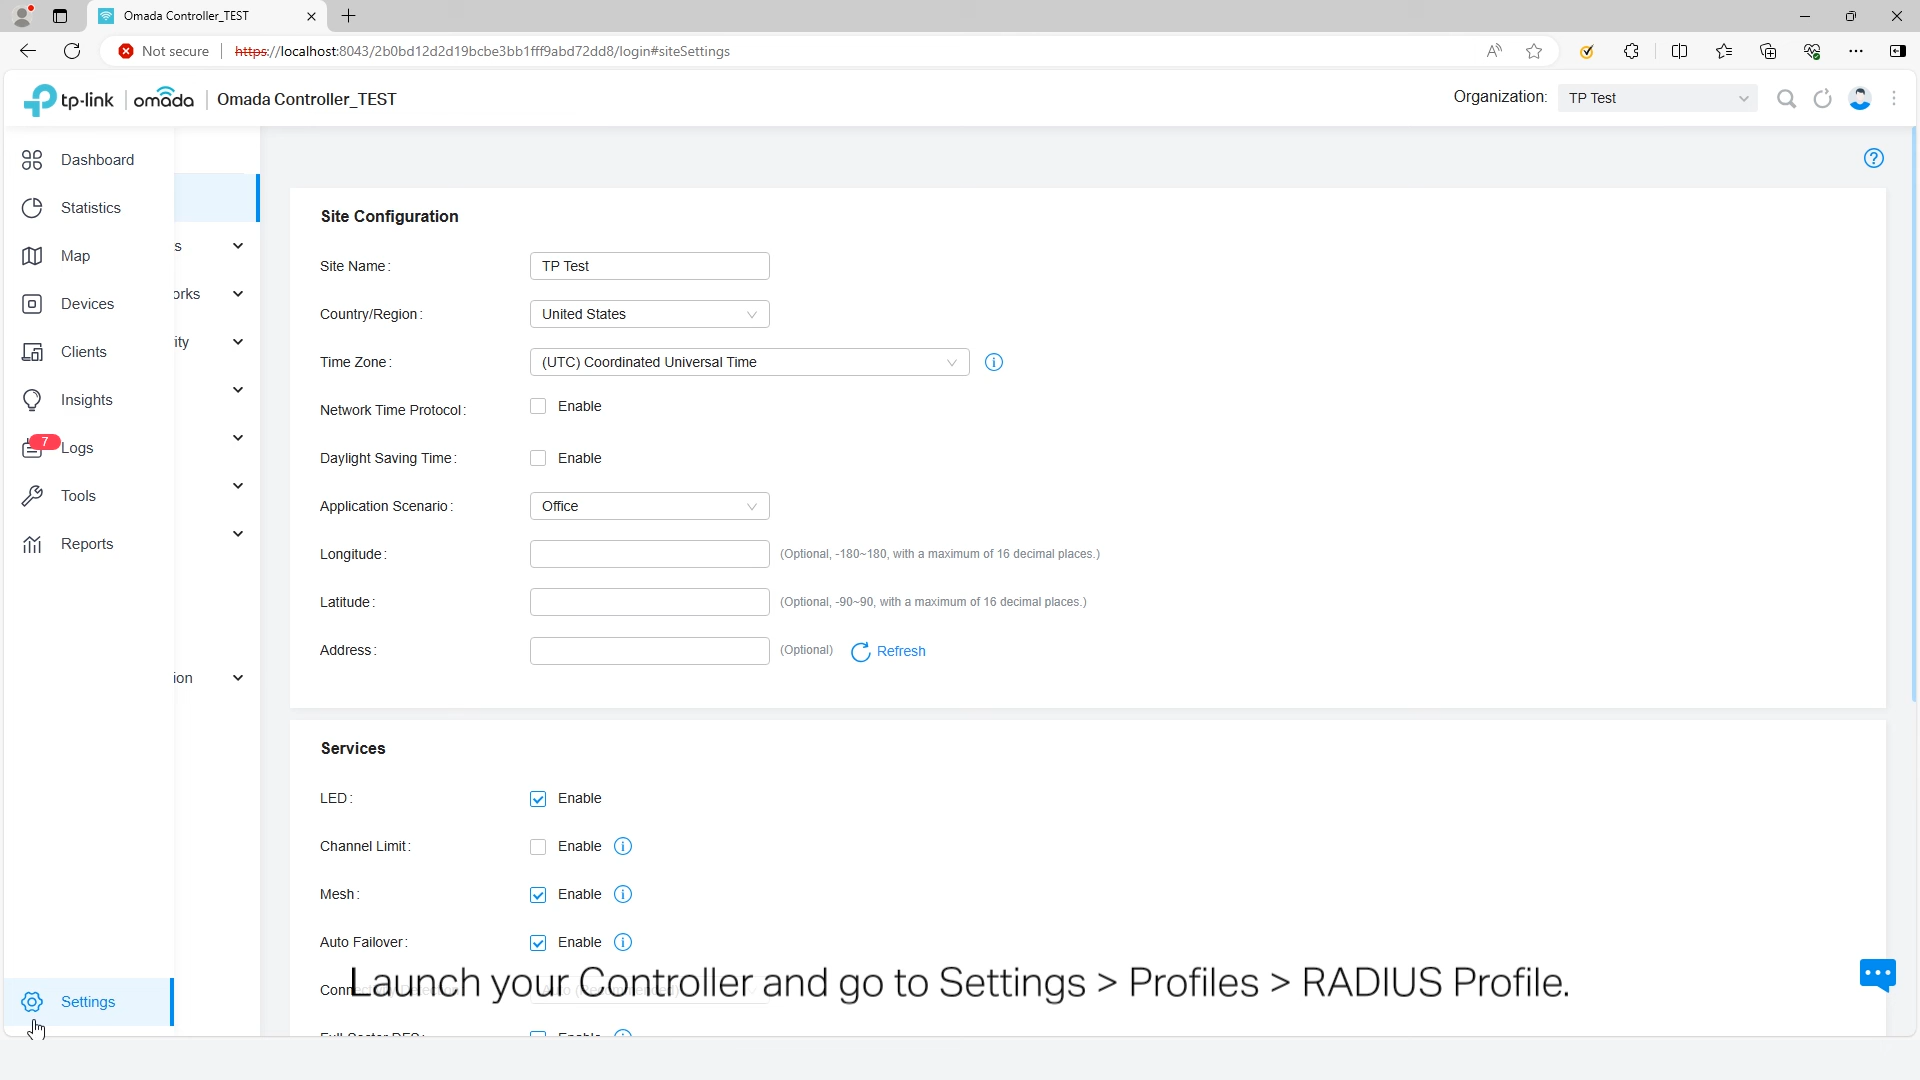 Omada Controller_TEST
Not secure https://localhost:8043/2b0bd12d2d19bcbe3bb1fff9abd72dd8/login#siteSettings
tp-link omada Omada Controller_TEST
Organization: TP Test
Dashboard
Statistics
Map
Devices
Clients
Insights
7 Logs
Tools
Reports
Settings
s
orks
ity
ion
Site Configuration
Site Name: TP Test
Country/Region: United States
Time Zone: (UTC) Coordinated Universal Time
Network Time Protocol: Enable
Daylight Saving Time: Enable
Application Scenario: Office
Longitude: (Optional, -180~180, with a maximum of 16 decimal places.)
Latitude: (Optional, -90~90, with a maximum of 16 decimal places.)
Address: (Optional) Refresh
Services
LED: Enable
Channel Limit: Enable
Mesh: Enable
Auto Failover: Enable
Launch your Controller and go to Settings > Profiles > RADIUS Profile.